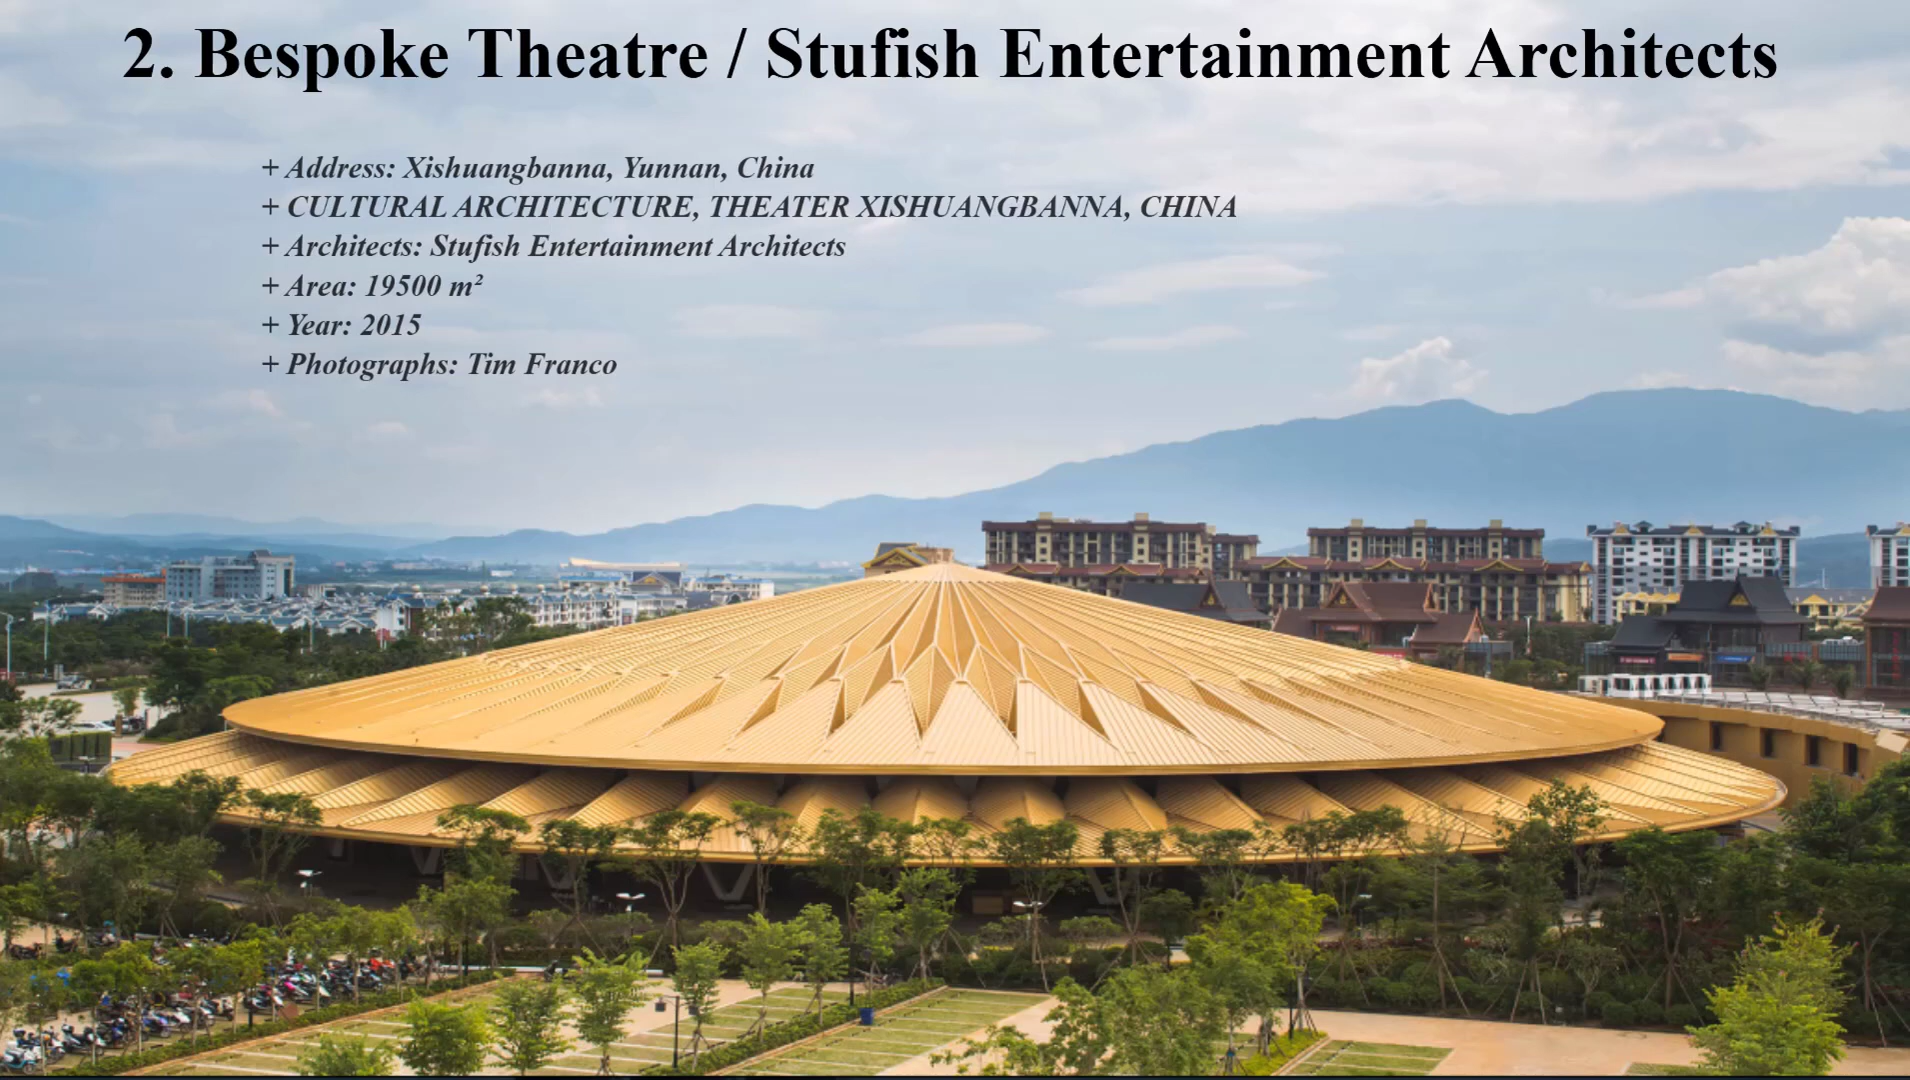 2. Bespoke Theatre / Stufish Entertainment Architects
+ Address: Xishuangbanna, Yunnan, China
+ CULTURAL ARCHITECTURE, THEATER XISHUANGBANNA, CHINA
+ Architects: Stufish Entertainment Architects
+ Area: 19500 m²
+ Year: 2015
+ Photographs: Tim Franco